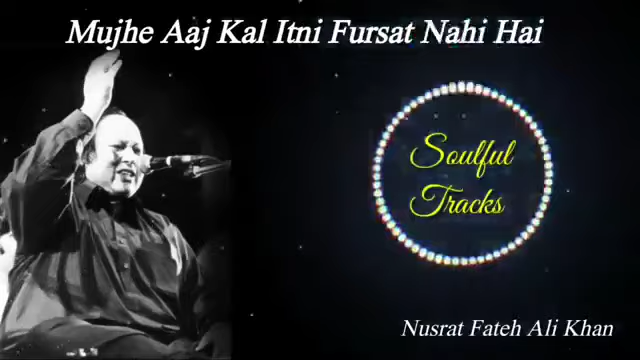 Mujhe Aaj Kal Itni Fursat Nahi Hai
Soulful
Tracks
Nusrat Fateh Ali Khan